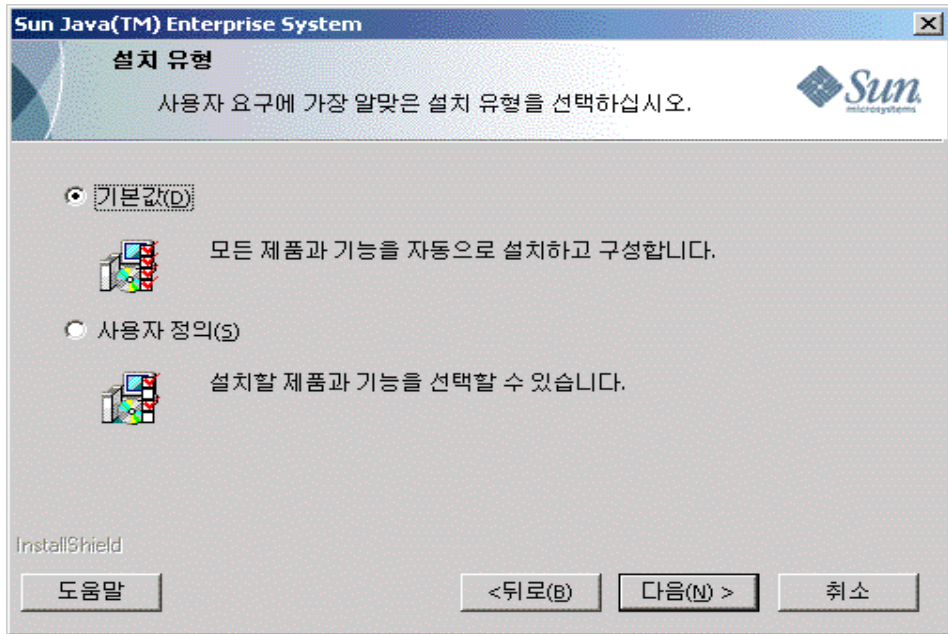 Sun Java(TM) Enterprise System
설치 유형
사용자 요구에 가장 알맞은 설치 유형을 선택하십시오.
Sun
microsystems
기본값(D)
모든 제품과 기능을 자동으로 설치하고 구성합니다.
사용자 정의(S)
설치할 제품과 기능을 선택할 수 있습니다.
InstallShield
도움말
<뒤로(B)
다음(N) >
취소